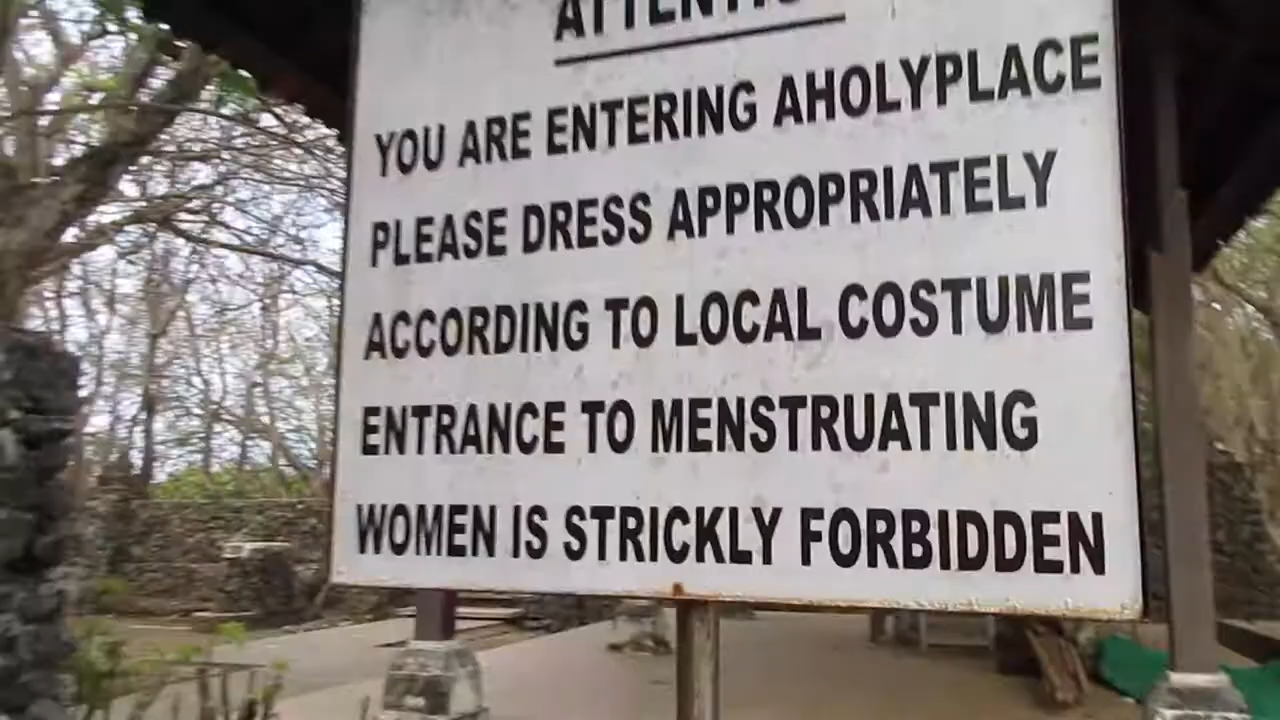 YOU ARE ENTERING AHOLYPLACE
PLEASE DRESS APPROPRIATELY
ACCORDING TO LOCAL COSTUME
ENTRANCE TO MENSTRUATING
WOMEN IS STRICKLY FORBIDDEN